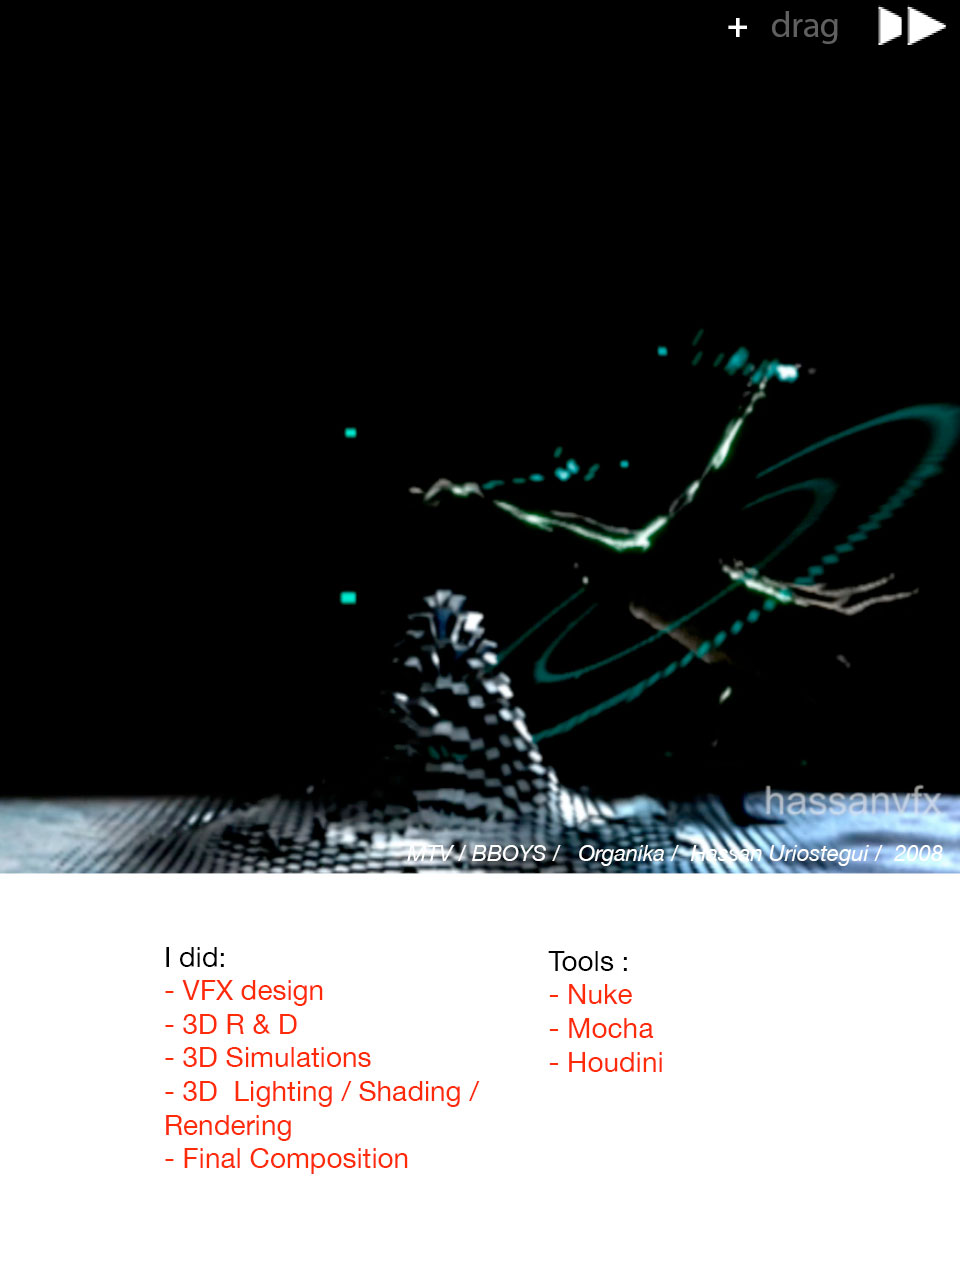 + drag
hassanvfx
MTV / BBOYS / Organika / Hassan Uriostegui / 2008
I did:
- VFX design
- 3D R & D
- 3D Simulations
- 3D Lighting / Shading /
Rendering
- Final Composition
Tools :
- Nuke
- Mocha
- Houdini